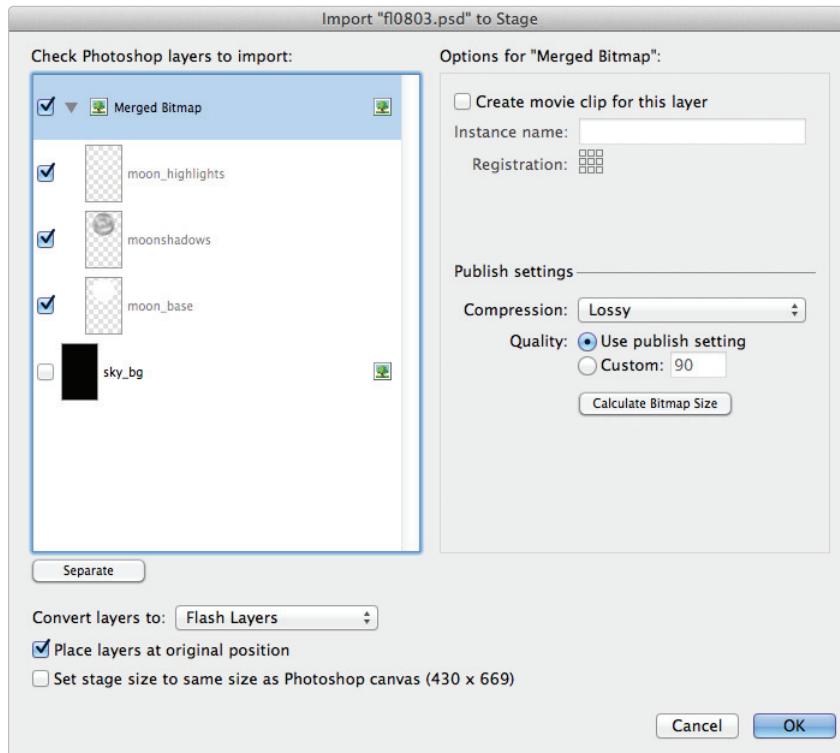 Import "fl0803.psd" to Stage
Check Photoshop layers to import:
Merged Bitmap
moon_highlights
moonshadows
moon_base
sky_bg
Separate
Options for "Merged Bitmap":
Create movie clip for this layer
Instance name:
Registration:
Publish settings
Compression: Lossy
Quality: Use publish setting
Custom: 90
Calculate Bitmap Size
Convert layers to: Flash Layers
Place layers at original position
Set stage size to same size as Photoshop canvas (430 x 669)
Cancel OK